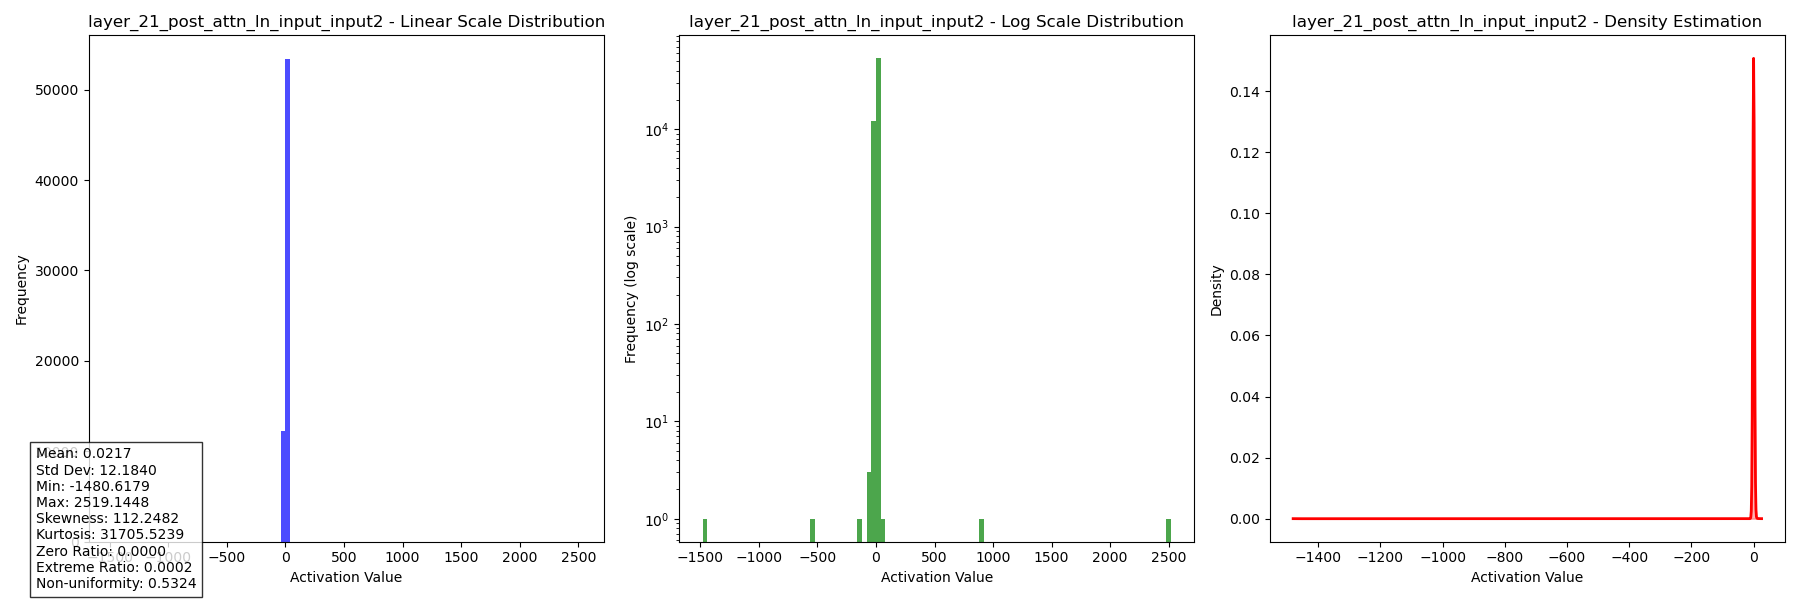 layer_21_post_attn_ln_input_input2 - Linear Scale Distribution
50000
40000
30000
20000
Frequency
−500
0
500
1000
1500
2000
2500
Activation Value
Mean: 0.0217
Std Dev: 12.1840
Min: -1480.6179
Max: 2519.1448
Skewness: 112.2482
Kurtosis: 31705.5239
Zero Ratio: 0.0000
Extreme Ratio: 0.0002
Non-uniformity: 0.5324
layer_21_post_attn_ln_input_input2 - Log Scale Distribution
10^4
10^3
10^2
10^1
10^0
Frequency (log scale)
−1500
−1000
−500
0
500
1000
1500
2000
2500
Activation Value
layer_21_post_attn_ln_input_input2 - Density Estimation
0.14
0.12
0.10
0.08
0.06
0.04
0.02
0.00
Density
−1400
−1200
−1000
−800
−600
−400
−200
0
Activation Value